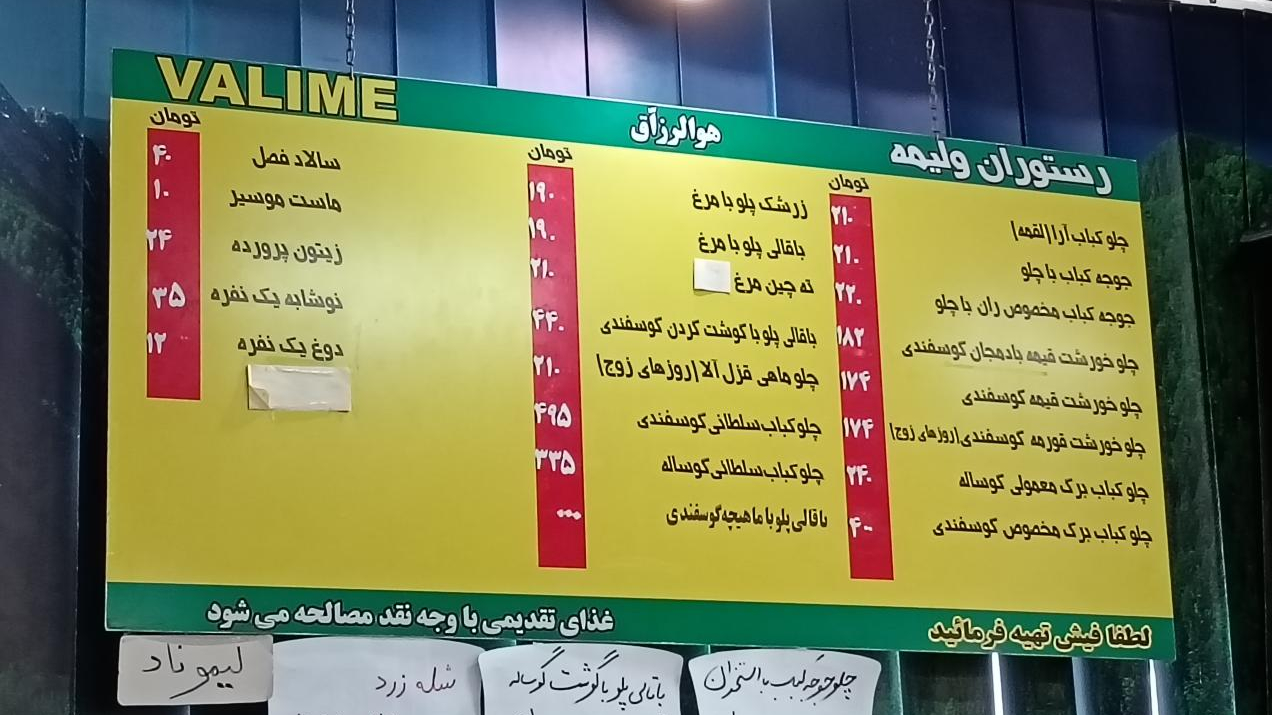 VALIME
هوالرزاق
رستوران ولیمه
تومان
چلو کباب آرا (لقمه) ۲۱۰
جوجه کباب با چلو ۲۱۰
جوجه کباب مخصوص ران با چلو ۲۲۰
چلو خورشت قیمه بادمجان گوسفندی ۱۸۲
چلو خورشت قیمه گوسفندی ۱۷۴
چلو خورشت قورمه گوسفندی (روزهای زوج) ۱۷۴
چلو کباب برگ معمولی گوساله ۲۴۰
چلو کباب برگ مخصوص گوسفندی ۴۰۰
تومان
زرشک پلو با مرغ ۱۹۰
باقالی پلو با مرغ ۱۹۰
ته چین مرغ ۲۱۰
باقالی پلو با گوشت گردن گوسفندی ۴۴۰
چلو ماهی قزل آلا (روزهای زوج) ۲۱۰
چلو کباب سلطانی گوسفندی ۴۹۵
چلو کباب سلطانی گوساله ۳۳۵
باقالی پلو با ماهیچه گوسفندی ۰۰۰
تومان
سالاد فصل ۴۰
ماست موسیر ۱۰
زیتون پرورده ۲۴
نوشابه یک نفره ۳۵
دوغ یک نفره ۱۲
لطفا فیش تهیه فرمائید
غذای تقدیمی با وجه نقد مصالحه می شود
چلو جوجه کباب با استخوان
باقالی پلو با گوشت گوساله
شله زرد
لیموناد